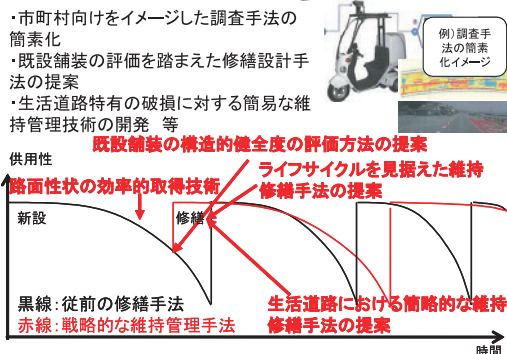 ・市町村向けをイメージした調査手法の
簡素化
・既設舗装の評価を踏まえた修繕設計手
法の提案
・生活道路特有の破損に対する簡易な維
持管理技術の開発 等
例)調査手
法の簡素
化イメージ
既設舗装の構造的健全度の評価方法の提案
供用性
ライフサイクルを見据えた維持
修繕手法の提案
路面性状の効率的取得技術
新設
修繕
黒線:従前の修繕手法
赤線:戦略的な維持管理手法
生活道路における簡略的な維持
修繕手法の提案
時間